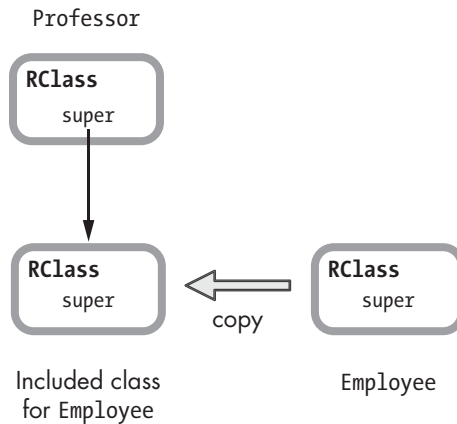 Professor
RClass
super
RClass
super
copy
RClass
super
Included class
for Employee
Employee